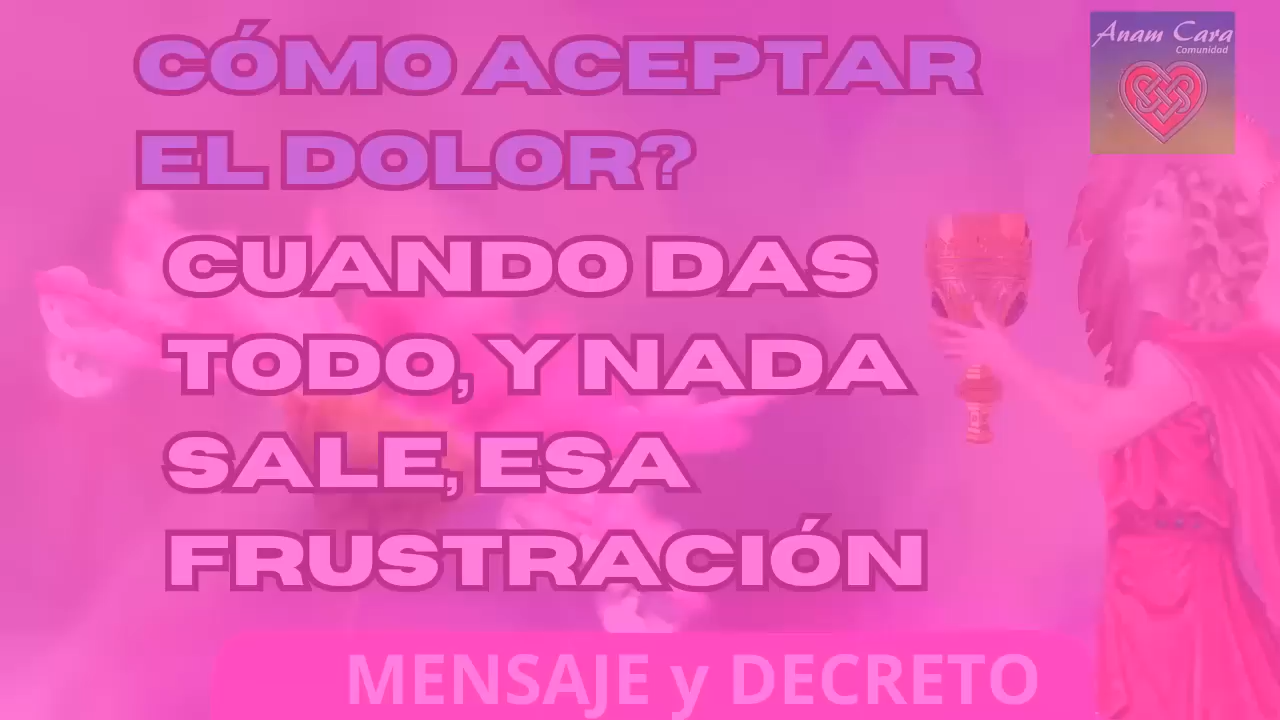 CÓMO ACEPTAR
EL DOLOR?
CUANDO DAS
TODO, Y NADA
SALE, ESA
FRUSTRACIÓN
MENSAJE y DECRETO
Anam Cara
Comunidad